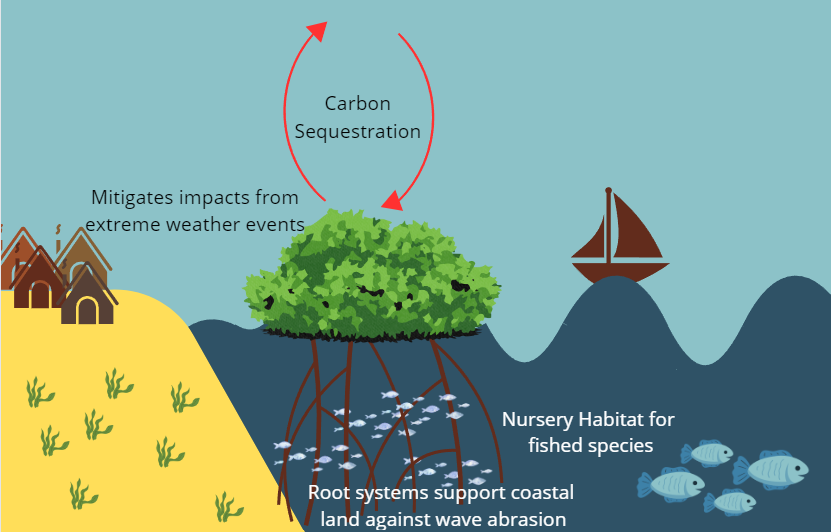 Carbon
Sequestration
Mitigates impacts from
extreme weather events
Nursery Habitat for
fished species
Root systems support coastal
land against wave abrasion